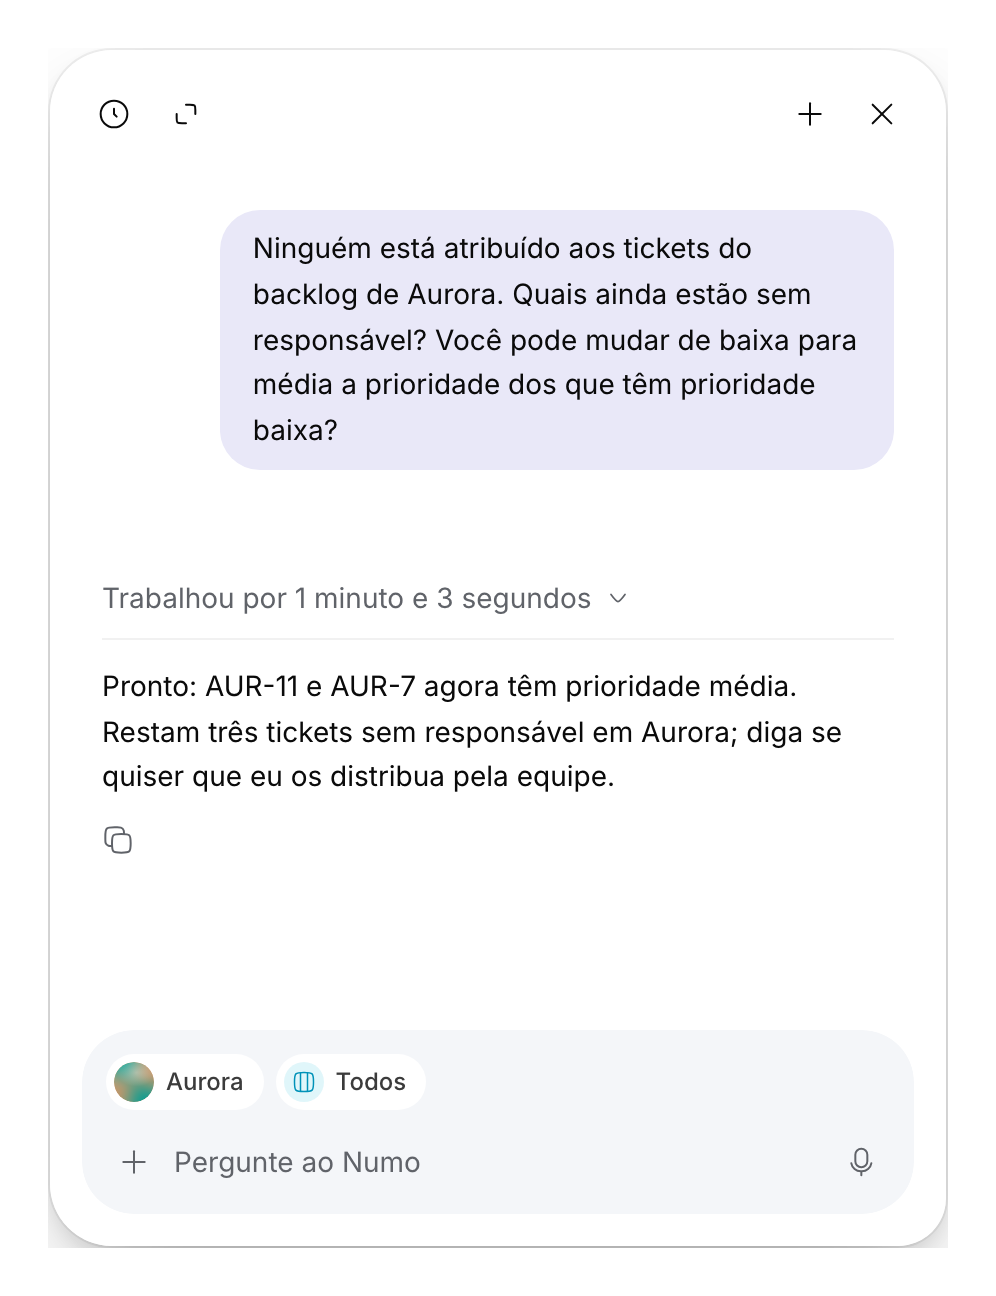 Ninguém está atribuído aos tickets do
backlog de Aurora. Quais ainda estão sem
responsável? Você pode mudar de baixa para
média a prioridade dos que têm prioridade
baixa?
Trabalhou por 1 minuto e 3 segundos
Pronto: AUR-11 e AUR-7 agora têm prioridade média.
Restam três tickets sem responsável em Aurora; diga se
quiser que eu os distribua pela equipe.
Aurora Todos
Pergunte ao Numo